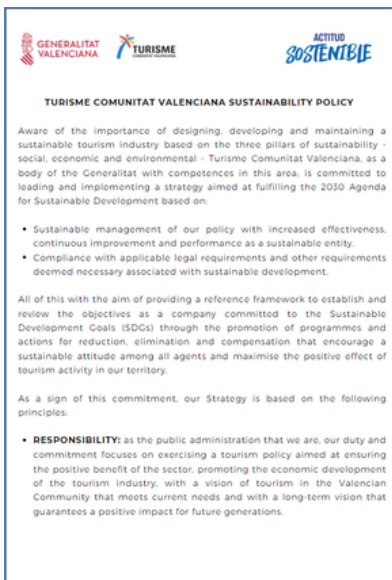 GENERALITAT
VALENCIANA
TURISME
COMUNITAT VALENCIANA
ACTITUD
SOSTENIBLE
TURISME COMUNITAT VALENCIANA SUSTAINABILITY POLICY
Aware of the importance of designing, developing and maintaining a
sustainable tourism industry based on the three pillars of sustainability -
social, economic and environmental - Turisme Comunitat Valenciana, as a
body of the Generalitat with competences in this area, is committed to
leading and implementing a strategy aimed at fulfilling the 2030 Agenda
for Sustainable Development based on:
• Sustainable management of our policy with increased effectiveness,
continuous improvement and performance as a sustainable entity.
• Compliance with applicable legal requirements and other requirements
deemed necessary associated with sustainable development.
All of this with the aim of providing a reference framework to establish and
review the objectives as a company committed to the Sustainable
Development Goals (SDGs) through the promotion of programmes and
actions for reduction, elimination and compensation that encourage a
sustainable attitude among all agents and maximise the positive effect of
tourism activity in our territory.
As a sign of this commitment, our Strategy is based on the following
principles:
• RESPONSIBILITY: as the public administration that we are, our duty and
commitment focuses on exercising a tourism policy aimed at ensuring
the positive benefit of the sector, promoting the economic development
of the tourism industry, with a vision of tourism in the Valencian
Community that meets current needs and with a long-term vision that
guarantees a positive impact for future generations.